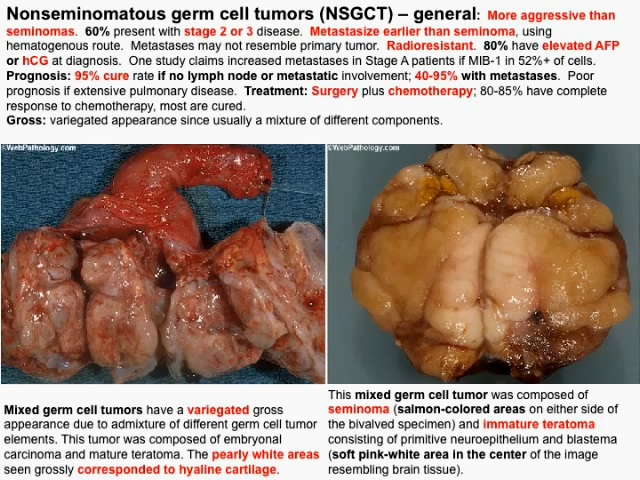 Nonseminomatous germ cell tumors (NSGCT) – general: More aggressive than
seminomas. 60% present with stage 2 or 3 disease. Metastasize earlier than seminoma, using
hematogenous route. Metastases may not resemble primary tumor. Radioresistant. 80% have elevated AFP
or hCG at diagnosis. One study claims increased metastases in Stage A patients if MIB-1 in 52%+ of cells.
Prognosis: 95% cure rate if no lymph node or metastatic involvement; 40-95% with metastases. Poor
prognosis if extensive pulmonary disease. Treatment: Surgery plus chemotherapy; 80-85% have complete
response to chemotherapy, most are cured.
Gross: variegated appearance since usually a mixture of different components.
©WebPathology.com
©WebPathology.com
Mixed germ cell tumors have a variegated gross
appearance due to admixture of different germ cell tumor
elements. This tumor was composed of embryonal
carcinoma and mature teratoma. The pearly white areas
seen grossly corresponded to hyaline cartilage.
This mixed germ cell tumor was composed of
seminoma (salmon-colored areas on either side of
the bivalved specimen) and immature teratoma
consisting of primitive neuroepithelium and blastema
(soft pink-white area in the center of the image
resembling brain tissue).